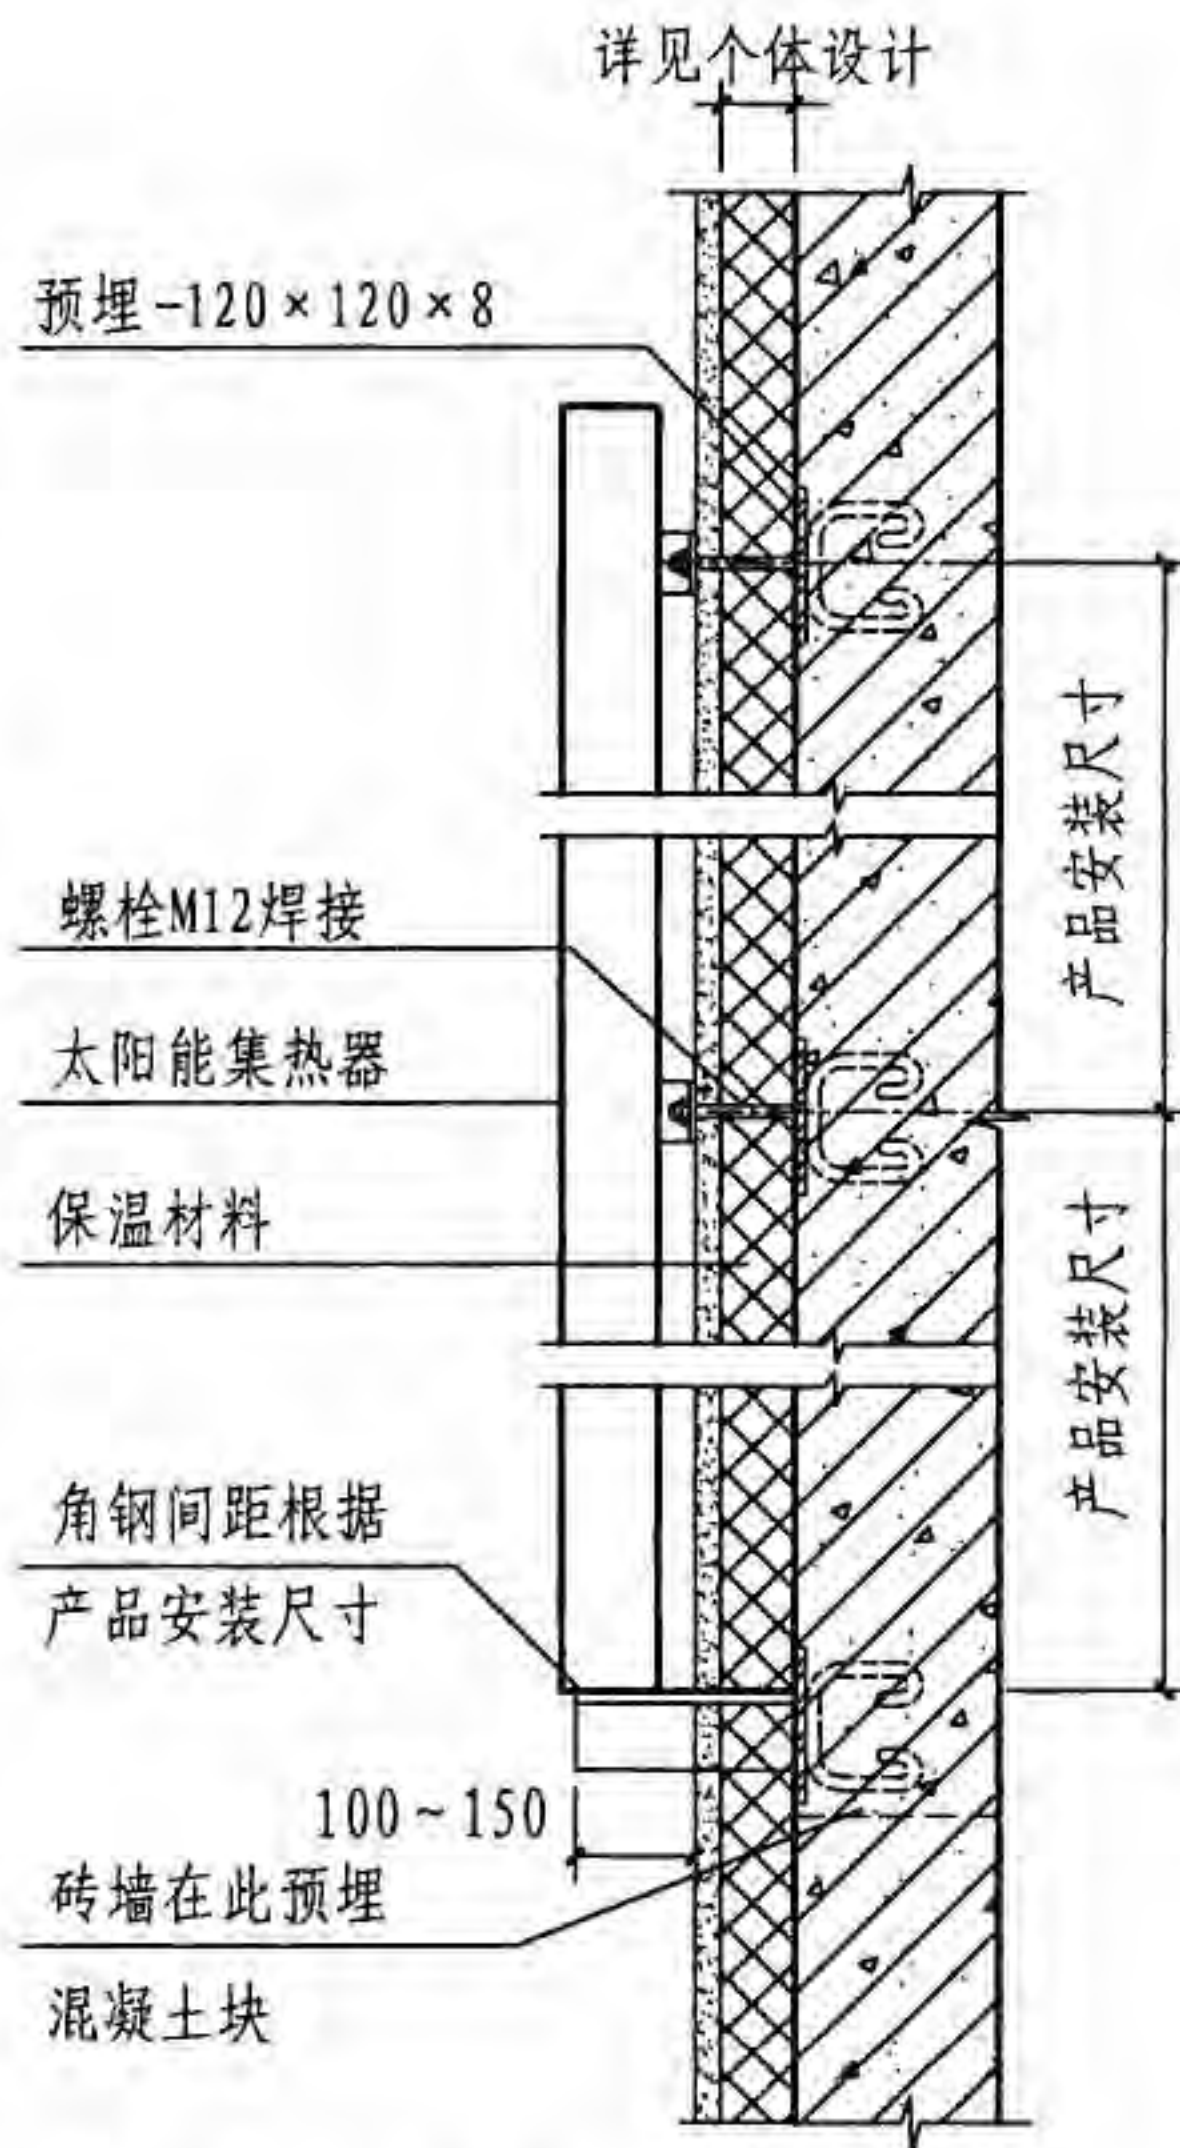 详见个体设计
预埋-120×120×8
螺栓M12焊接
太阳能集热器
保温材料
角钢间距根据
产品安装尺寸
100~150
砖墙在此预埋
混凝土块
产品安装尺寸
产品安装尺寸